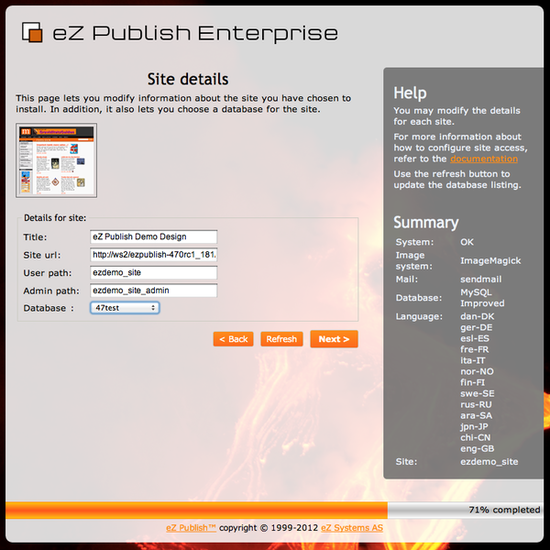 eZ Publish Enterprise
Site details
This page lets you modify information about the site you have chosen to
install. In addition, it also lets you choose a database for the site.
Details for site:
Title: eZ Publish Demo Design
Site url: http://ws2/ezpublish-470rc1_181.
User path: ezdemo_site
Admin path: ezdemo_site_admin
Database : 47test
< Back Refresh Next >
Help
You may modify the details
for each site.
For more information about
how to configure site access,
refer to the documentation
Use the refresh button to
update the database listing.
Summary
System: OK
Image
system: ImageMagick
Mail: sendmail
Database: MySQL
Improved
Language: dan-DK
ger-DE
esl-ES
fre-FR
ita-IT
nor-NO
fin-FI
swe-SE
rus-RU
ara-SA
jpn-JP
chi-CN
eng-GB
Site: ezdemo_site
71% completed
eZ Publish™ copyright © 1999-2012 eZ Systems AS